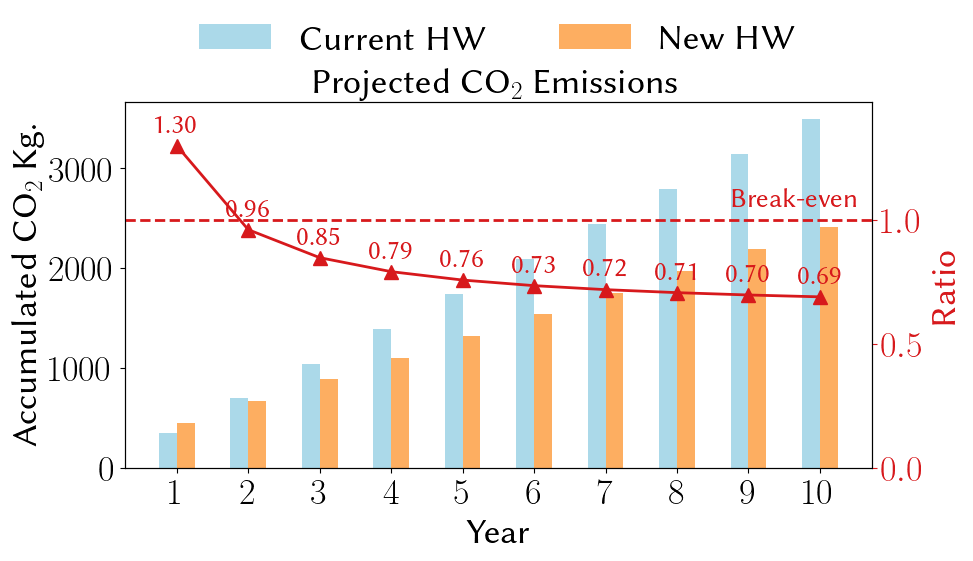 Current HW New HW
Projected CO₂ Emissions
Accumulated CO₂ Kg.
3000
2000
1000
0
1.30
0.96
0.85
0.79
0.76
0.73
0.72
0.71
0.70
0.69
Break-even
1.0
0.5
0.0
Ratio
1 2 3 4 5 6 7 8 9 10
Year